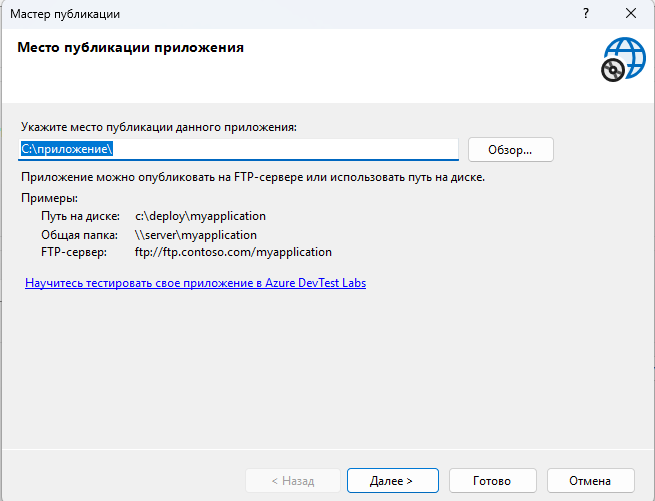 Мастер публикации
?
Место публикации приложения
Укажите место публикации данного приложения:
C:\приложение\
Обзор...
Приложение можно опубликовать на FTP-сервере или использовать путь на диске.
Примеры:
Путь на диске: c:\deploy\myapplication
Общая папка: \\server\myapplication
FTP-сервер: ftp://ftp.contoso.com/myapplication
Научитесь тестировать свое приложение в Azure DevTest Labs
< Назад Далее > Готово Отмена